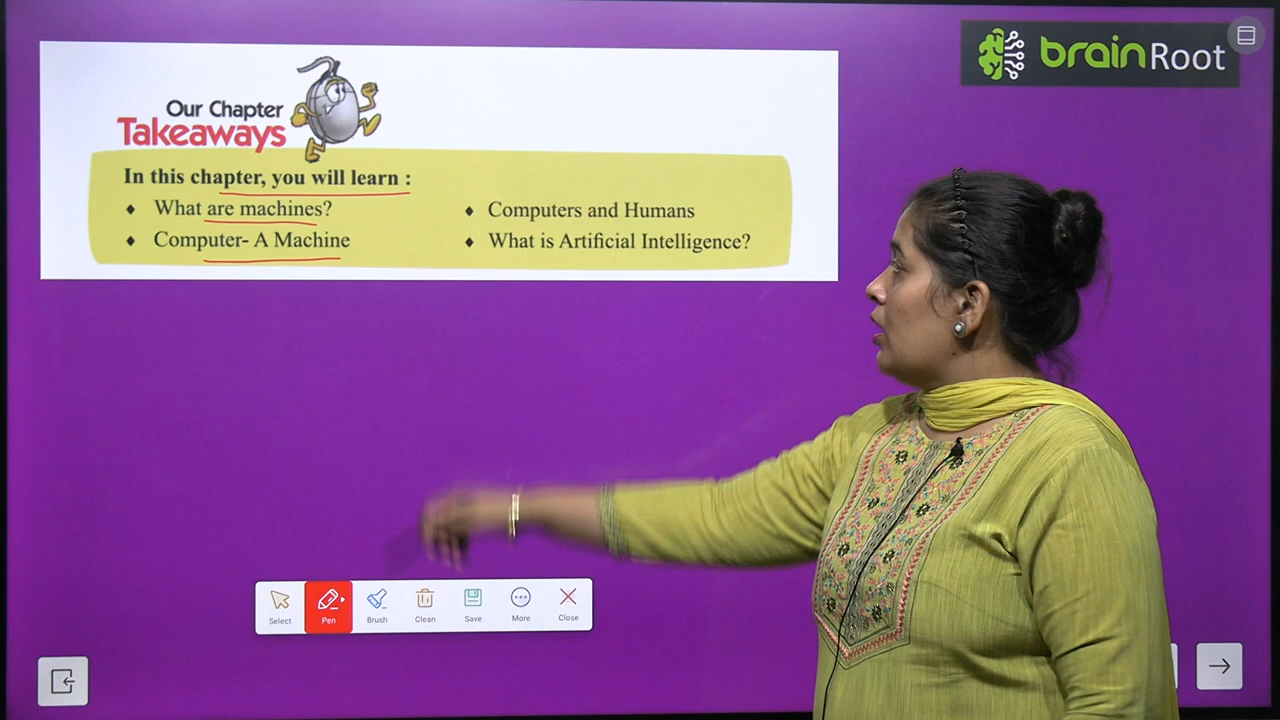 brainRoot
Our Chapter
Takeaways
In this chapter, you will learn :
♦ What are machines?
♦ Computer- A Machine
♦ Computers and Humans
♦ What is Artificial Intelligence?
Select
Pen
Brush
Clean
Save
More
Close